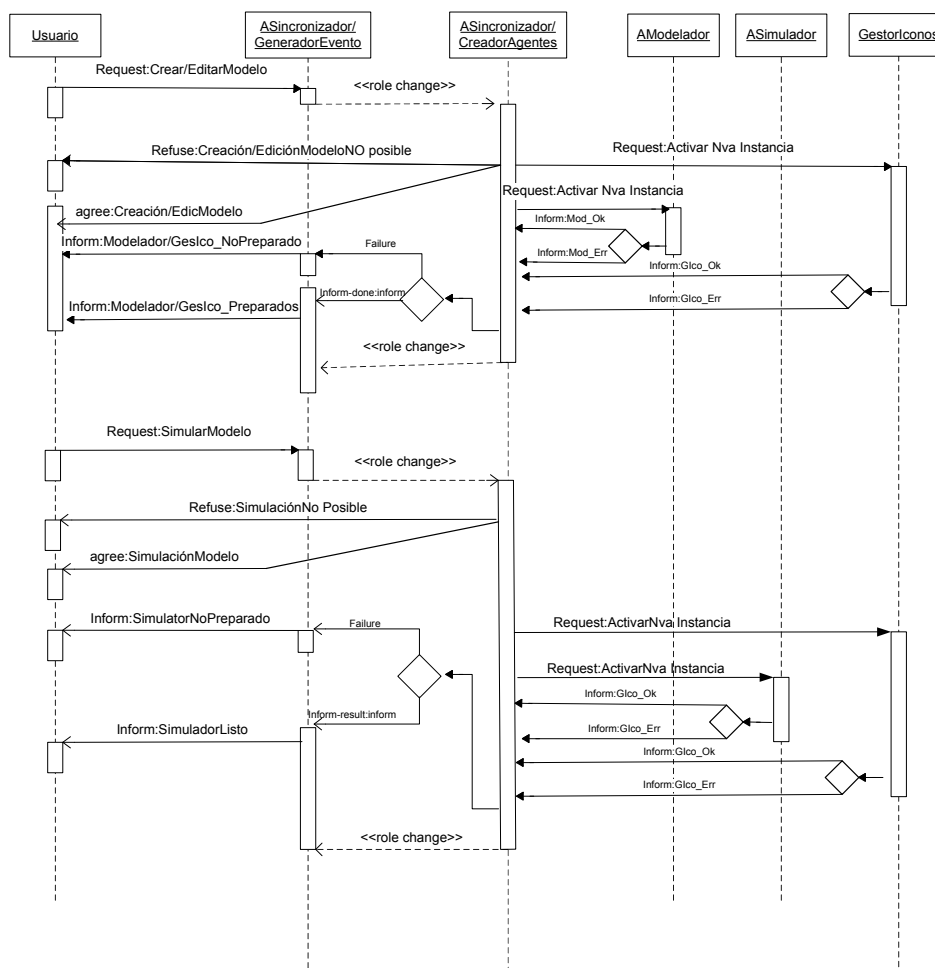 Usuario
ASincronizador/
GeneradorEvento
ASincronizador/
CreadorAgentes
AModelador
ASimulador
GestorIconos
Request:Crear/EditarModelo
<<role change>>
Refuse:Creación/EdiciónModeloNO posible
Request:Activar Nva Instancia
Request:Activar Nva Instancia
agree:Creación/EdicModelo
Inform:Mod_Ok
Inform:Modelador/GesIco_NoPreparado
Failure
Inform:Mod_Err
Inform:GIco_Ok
Inform:Modelador/GesIco_Preparados
Inform-done:inform
Inform:GIco_Err
<<role change>>
Request:SimularModelo
<<role change>>
Refuse:SimulaciónNo Posible
agree:SimulaciónModelo
Inform:SimulatorNoPreparado
Failure
Request:ActivarNva Instancia
Request:ActivarNva Instancia
Inform:GIco_Ok
Inform-result:inform
Inform:SimuladorListo
Inform:GIco_Err
Inform:GIco_Ok
Inform:GIco_Err
<<role change>>